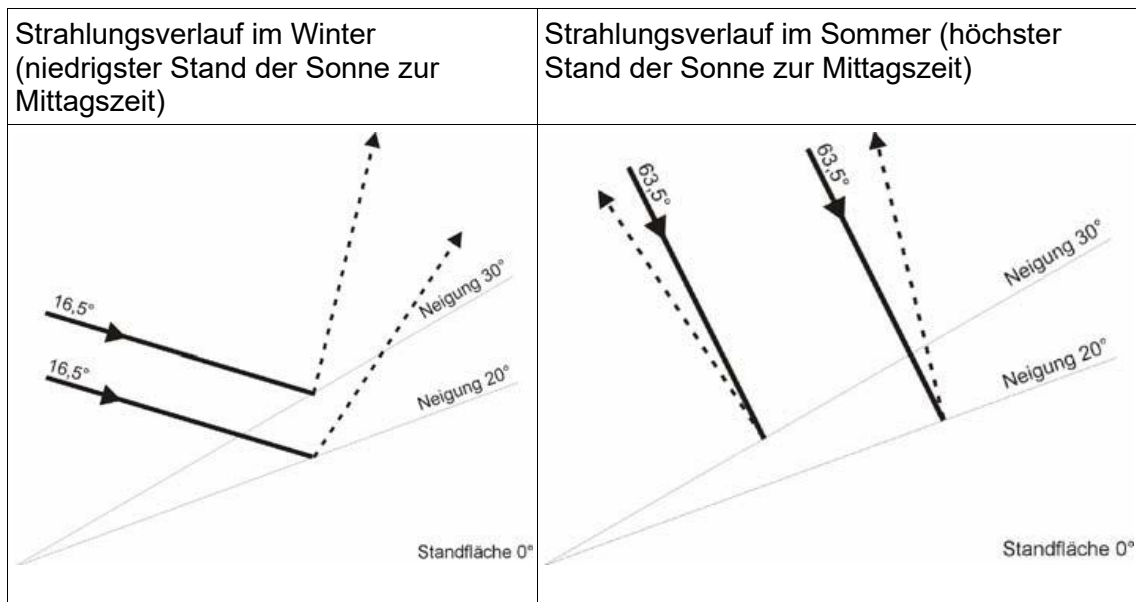 Strahlungsverlauf im Winter
(niedrigster Stand der Sonne zur
Mittagszeit)
Strahlungsverlauf im Sommer (höchster
Stand der Sonne zur Mittagszeit)
16,5°
16,5°
Neigung 30°
Neigung 20°
Standfläche 0°
63,5°
63,5°
Neigung 30°
Neigung 20°
Standfläche 0°